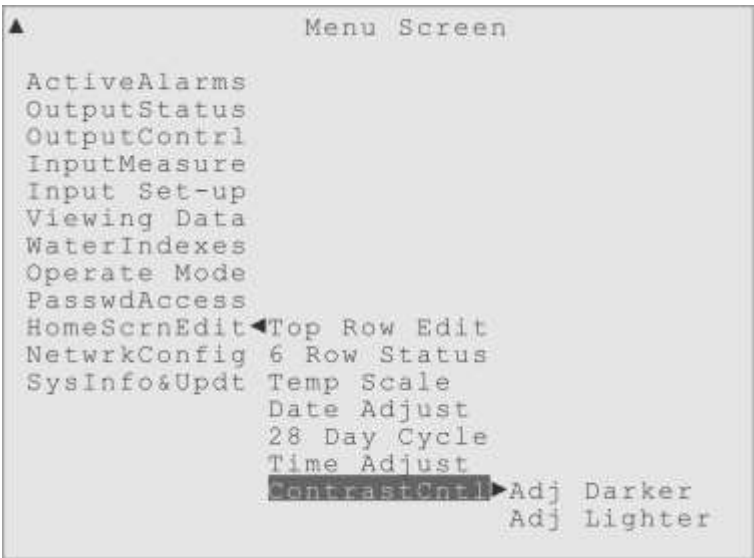 Menu Screen
ActiveAlarms
OutputStatus
OutputContrl
InputMeasure
Input Set-up
Viewing Data
WaterIndexes
Operate Mode
PasswdAccess
HomeScrnEdit◄Top Row Edit
NetwrkConfig 6 Row Status
SysInfo&Updt Temp Scale
Date Adjust
28 Day Cycle
Time Adjust
ContrastCntl►Adj Darker
Adj Lighter